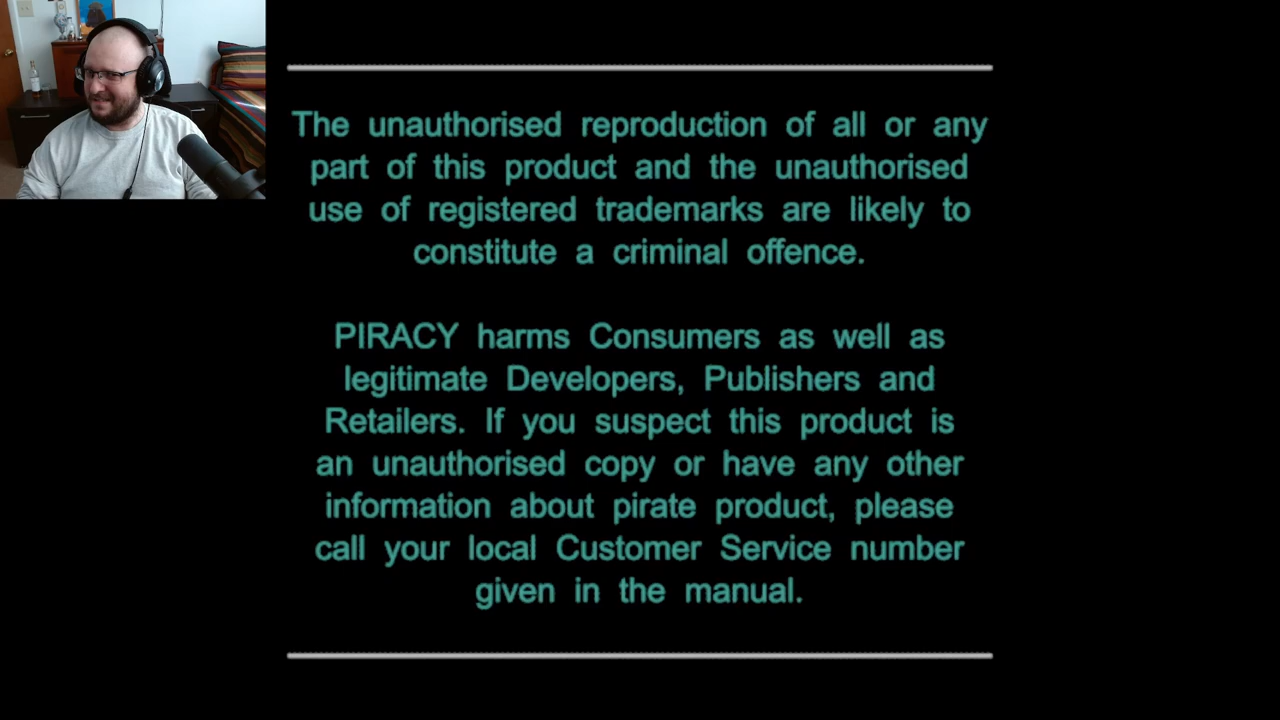 The unauthorised reproduction of all or any
part of this product and the unauthorised
use of registered trademarks are likely to
constitute a criminal offence.
PIRACY harms Consumers as well as
legitimate Developers, Publishers and
Retailers. If you suspect this product is
an unauthorised copy or have any other
information about pirate product, please
call your local Customer Service number
given in the manual.